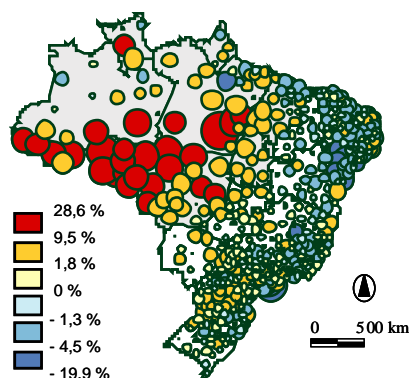 28,6 %
9,5 %
1,8 %
0 %
- 1,3 %
- 4,5 %
- 19,9 %
0 500 km